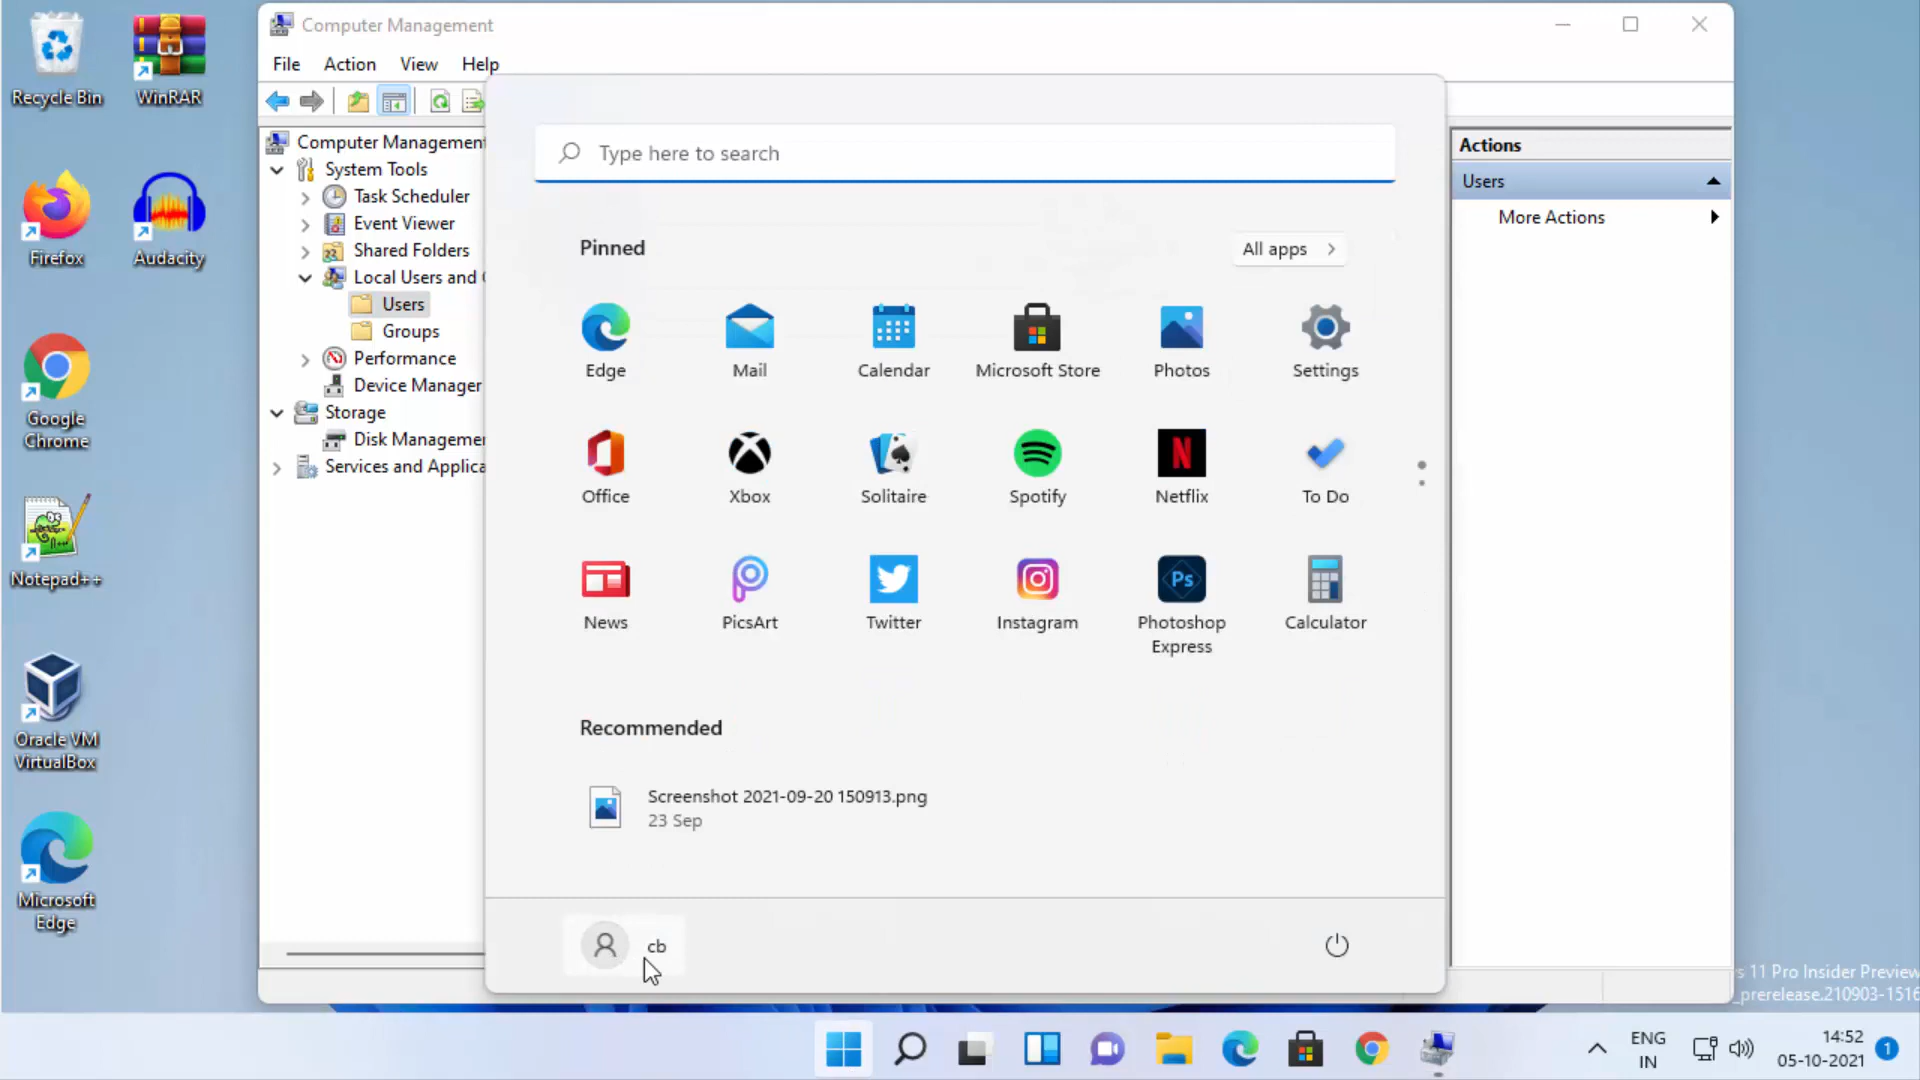 Recycle Bin
WinRAR
Firefox
Audacity
Google
Chrome
Notepad++
Oracle VM
VirtualBox
Microsoft
Edge
Computer Management
File Action View Help
Computer Management
System Tools
Task Scheduler
Event Viewer
Shared Folders
Local Users and
Users
Groups
Performance
Device Manager
Storage
Disk Managemen
Services and Applica
Type here to search
Pinned
All apps
Edge
Mail
Calendar
Microsoft Store
Photos
Settings
Office
Xbox
Solitaire
Spotify
Netflix
To Do
News
PicsArt
Twitter
Instagram
Photoshop
Express
Calculator
Recommended
Screenshot 2021-09-20 150913.png
23 Sep
cb
Actions
Users
More Actions
s 11 Pro Insider Preview
_prerelease.210903-1516
ENG
IN
14:52
05-10-2021
1